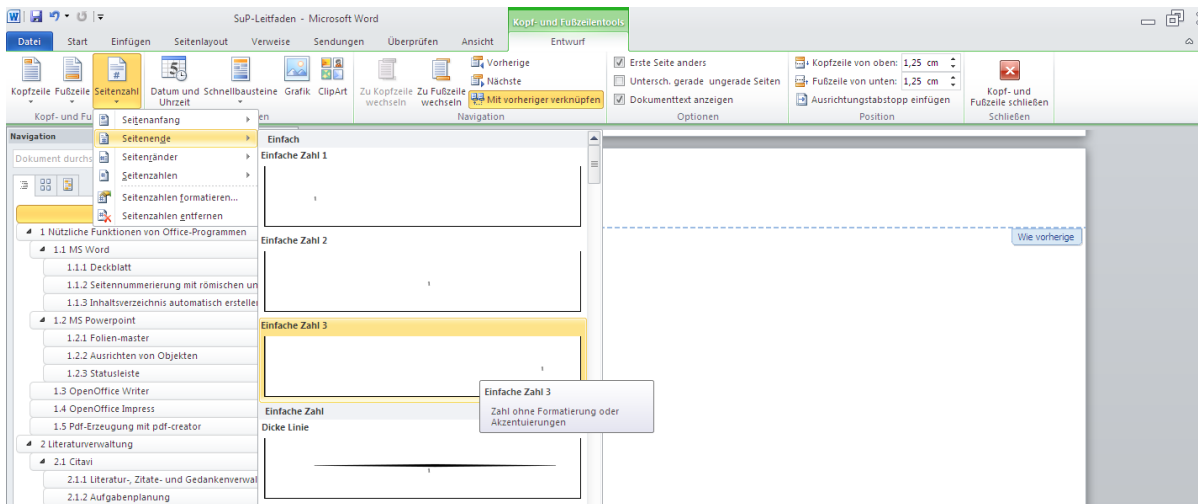 SuP-Leitfaden - Microsoft Word
Kopf- und Fußzeilentools
Datei Start Einfügen Seitenlayout Verweise Sendungen Überprüfen Ansicht Entwurf
Kopfzeile Fußzeile Seitenzahl
Datum und Uhrzeit
Schnellbausteine Grafik ClipArt
Zu Kopfzeile wechseln
Zu Fußzeile wechseln
Vorherige
Nächste
Mit vorheriger verknüpfen
Erste Seite anders
Untersch. gerade ungerade Seiten
Dokumenttext anzeigen
Kopfzeile von oben: 1,25 cm
Fußzeile von unten: 1,25 cm
Ausrichtungstabstopp einfügen
Kopf- und
Fußzeile schließen
Kopf- und Fu
en
Navigation
Optionen
Position
Schließen
Seitenanfang
Seitenende
Seitenränder
Seitenzahlen
Seitenzahlen formatieren...
Seitenzahlen entfernen
Navigation
Dokument durchs
1 Nützliche Funktionen von Office-Programmen
1.1 MS Word
1.1.1 Deckblatt
1.1.2 Seitennummerierung mit römischen un
1.1.3 Inhaltsverzeichnis automatisch erstelle
1.2 MS Powerpoint
1.2.1 Folien-master
1.2.2 Ausrichten von Objekten
1.2.3 Statusleiste
1.3 OpenOffice Writer
1.4 OpenOffice Impress
1.5 Pdf-Erzeugung mit pdf-creator
2 Literaturverwaltung
2.1 Citavi
2.1.1 Literatur-, Zitate- und Gedankenverwal
2.1.2 Aufgabenplanung
Einfach
Einfache Zahl 1
1
Einfache Zahl 2
1
Einfache Zahl 3
1
Einfache Zahl 3
Zahl ohne Formatierung oder
Akzentuierungen
Einfache Zahl
Dicke Linie
1
Wie vorherige